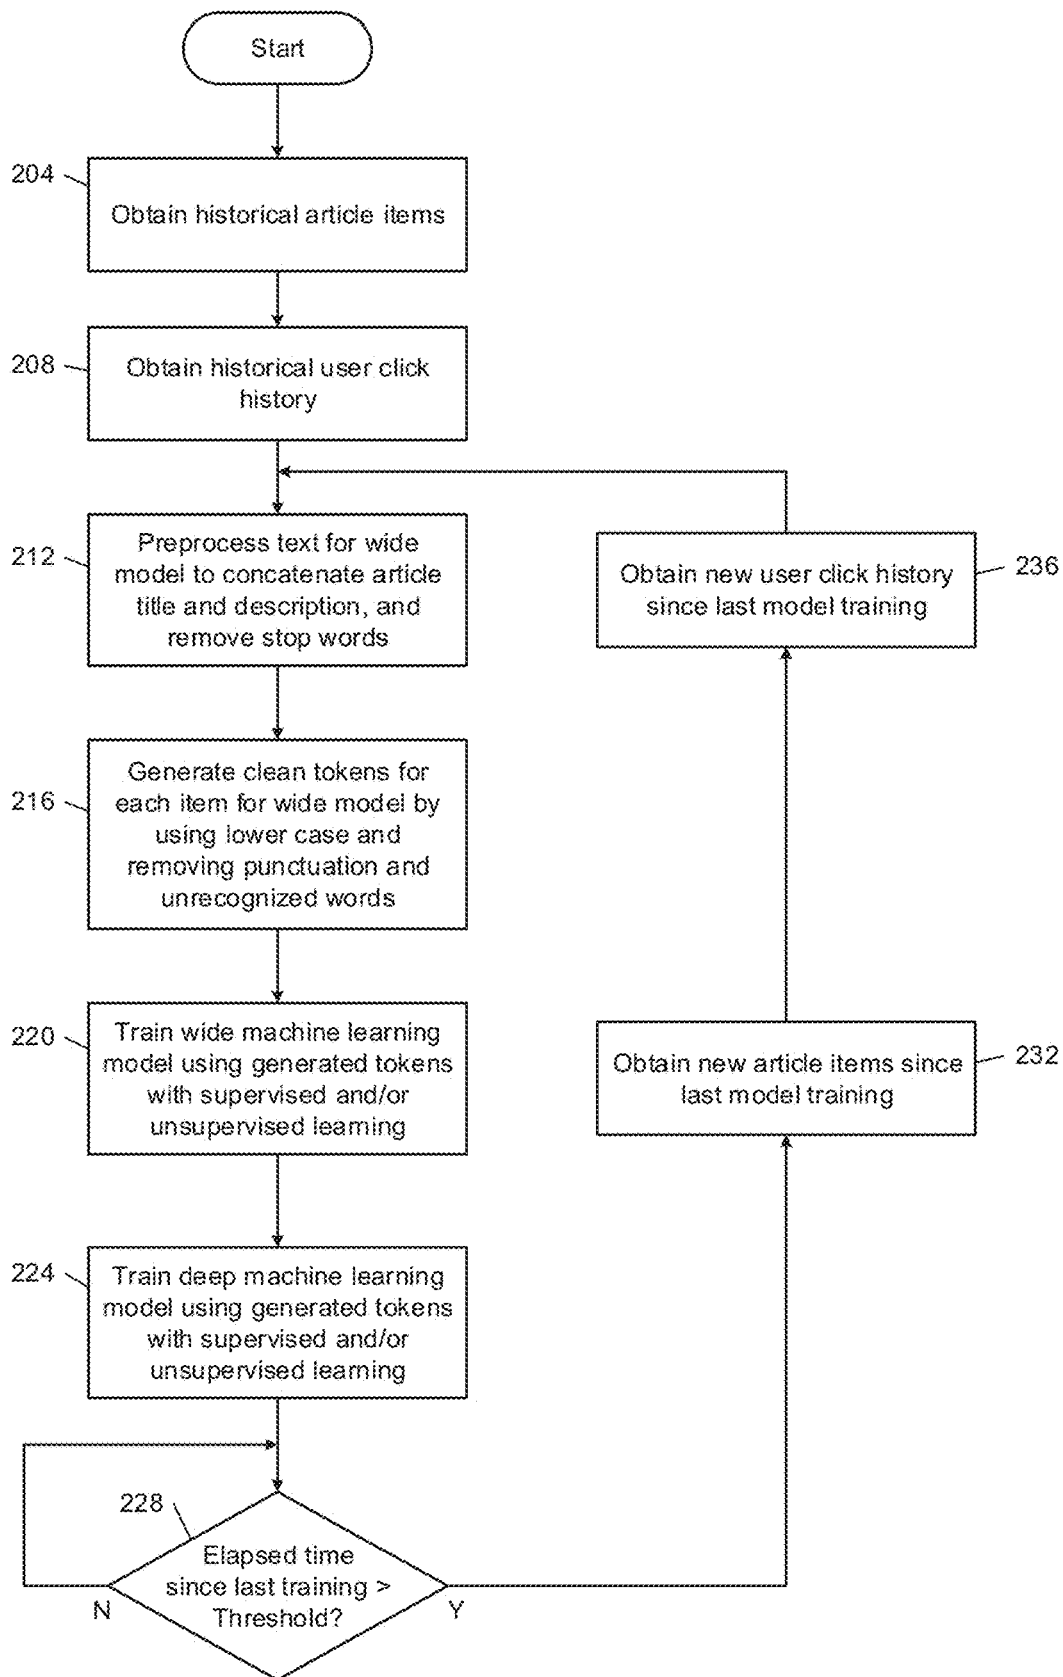 Start
204
Obtain historical article items
208
Obtain historical user click
history
212
Preprocess text for wide
model to concatenate article
title and description, and
remove stop words
236
Obtain new user click history
since last model training
216
Generate clean tokens for
each item for wide model by
using lower case and
removing punctuation and
unrecognized words
220
Train wide machine learning
model using generated tokens
with supervised and/or
unsupervised learning
232
Obtain new article items since
last model training
224
Train deep machine learning
model using generated tokens
with supervised and/or
unsupervised learning
228
Elapsed time
since last training >
Threshold?
N
Y